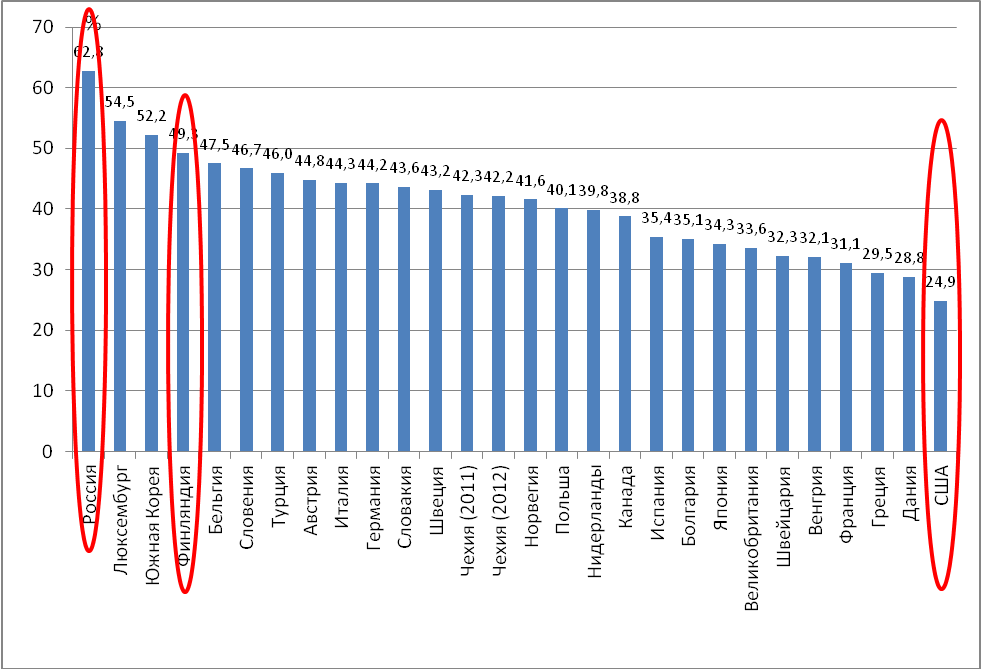 %
70
60
50
40
30
20
10
0
62,8
54,5
52,2
49,3
47,5
46,7
46,0
44,8
44,3
44,2
43,6
43,2
42,3
42,2
41,6
40,1
39,8
38,8
35,4
35,1
34,3
33,6
32,3
32,1
31,1
29,5
28,8
24,9
Россия
Люксембург
Южная Корея
Финляндия
Бельгия
Словения
Турция
Австрия
Италия
Германия
Словакия
Швеция
Чехия (2011)
Чехия (2012)
Норвегия
Польша
Нидерланды
Канада
Испания
Болгария
Япония
Великобритания
Швейцария
Венгрия
Франция
Греция
Дания
США